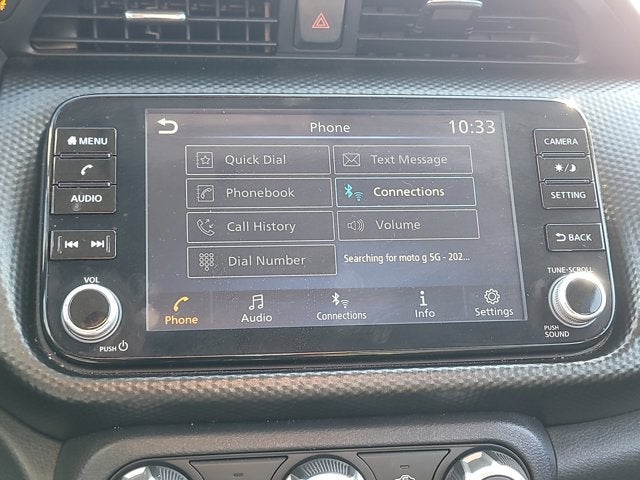 Phone 10:33
MENU
CAMERA
Quick Dial Text Message
Phonebook Connections
AUDIO
SETTING
Call History Volume
BACK
Dial Number Searching for moto g 5G - 202...
VOL
TUNE-SCROLL
Phone Audio Connections Info Settings
PUSH
PUSH
SOUND